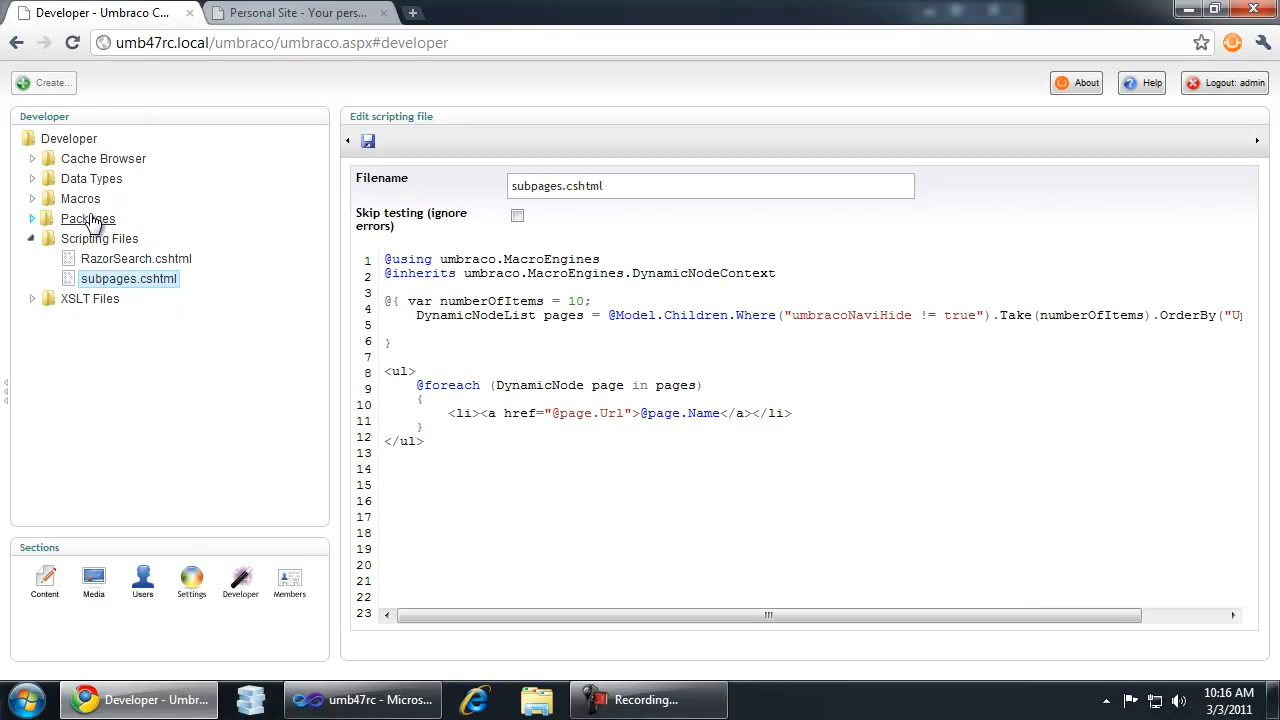 Developer - Umbraco C...
Personal Site - Your pers...
umb47rc.local/umbraco/umbraco.aspx#developer
Create...
About
Help
Logout: admin
Developer
Developer
Cache Browser
Data Types
Macros
Packages
Scripting Files
RazorSearch.cshtml
subpages.cshtml
XSLT Files
Edit scripting file
Filename
subpages.cshtml
Skip testing (ignore
errors)
1 @using umbraco.MacroEngines
2 @inherits umbraco.MacroEngines.DynamicNodeContext
3
4 @{ var numberOfItems = 10;
5 DynamicNodeList pages = @Model.Children.Where("umbracoNaviHide != true").Take(numberOfItems).OrderBy("Up
6 }
7
8 <ul>
9 @foreach (DynamicNode page in pages)
10 {
11 <li><a href="@page.Url">@page.Name</a></li>
12 }
13 </ul>
14
15
16
17
18
19
20
21
22
23
Sections
Content
Media
Users
Settings
Developer
Members
Developer - Umbr...
umb47rc - Micros...
Recording...
10:16 AM
3/3/2011